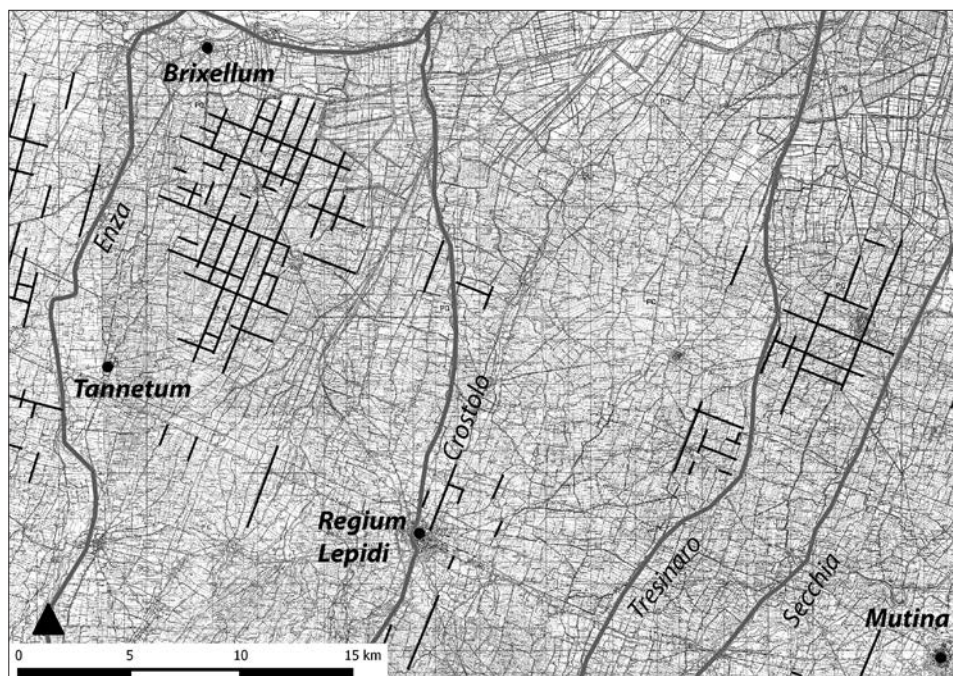 Brixellum
Enza
Tannetum
Crostolo
Regium
Lepidi
Tresinaro
Secchia
Mutina
0 5 10 15 km